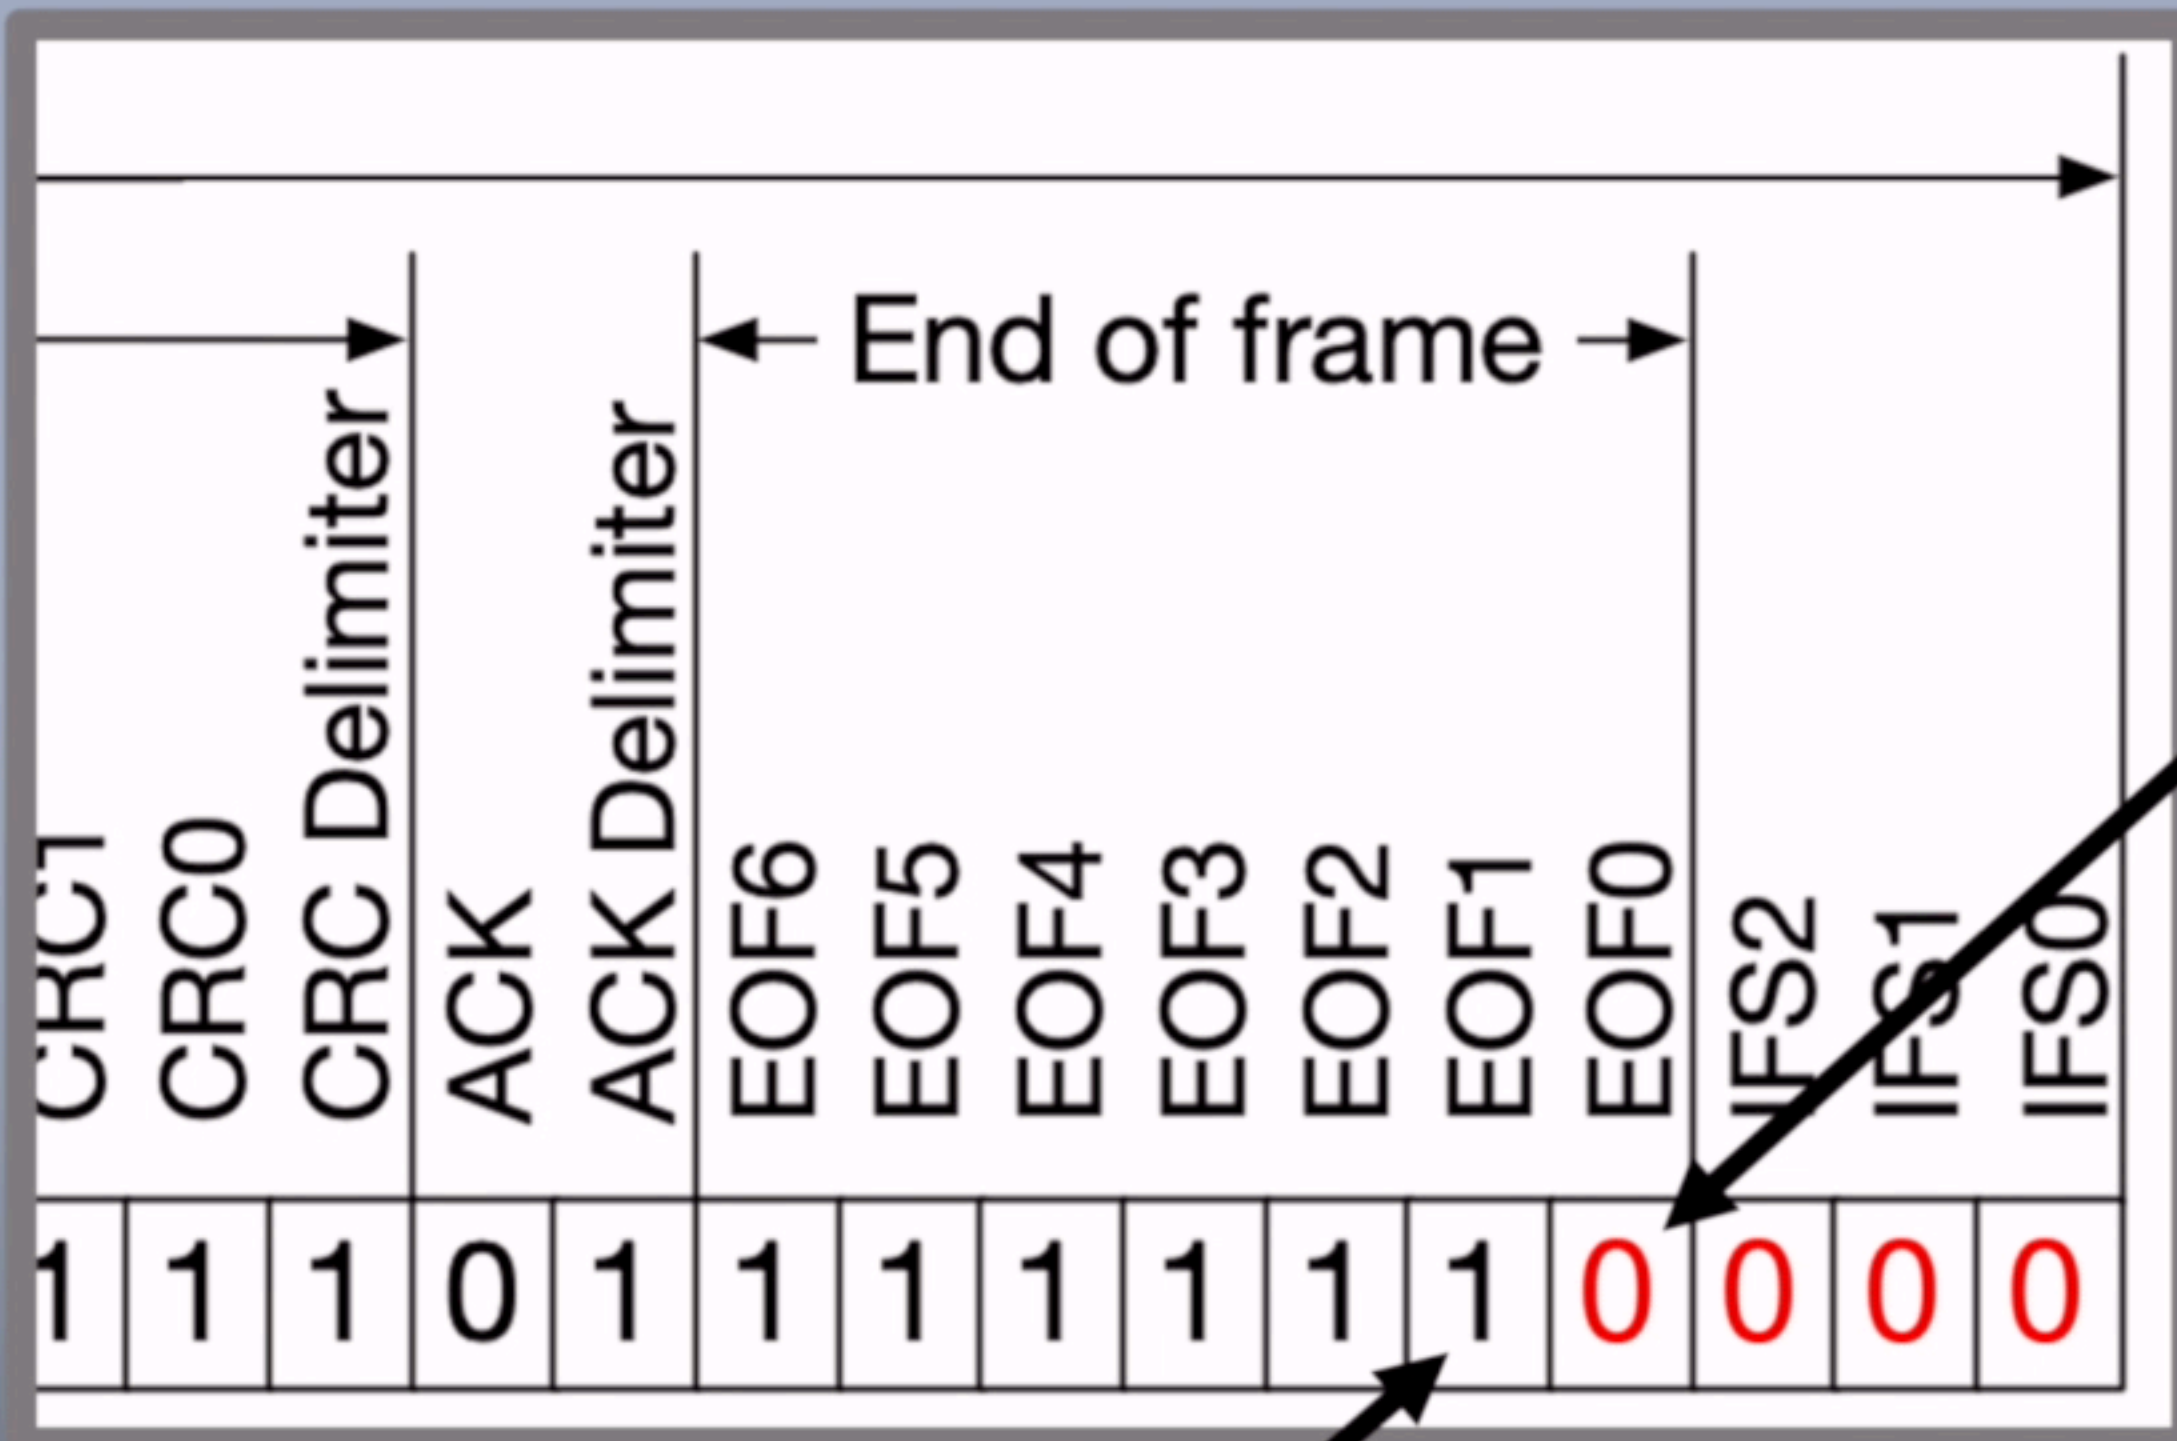 End of frame
CRC1
CRC0
CRC Delimiter
ACK
ACK Delimiter
EOF6
EOF5
EOF4
EOF3
EOF2
EOF1
EOF0
IFS2
IFS1
IFS0
1 1 1 0 1 1 1 1 1 1 1 0 0 0 0